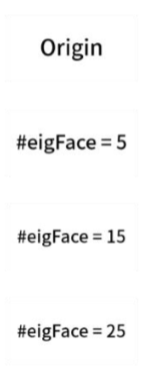 Origin
#eigFace = 5
#eigFace = 15
#eigFace = 25